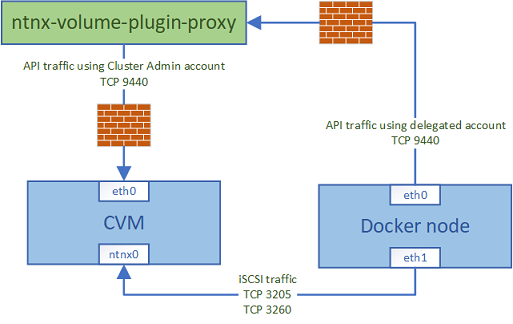 ntnx-volume-plugin-proxy
API traffic using Cluster Admin account
TCP 9440
API traffic using delegated account
TCP 9440
eth0
CVM
ntnx0
eth0
Docker node
eth1
iSCSI traffic
TCP 3205
TCP 3260